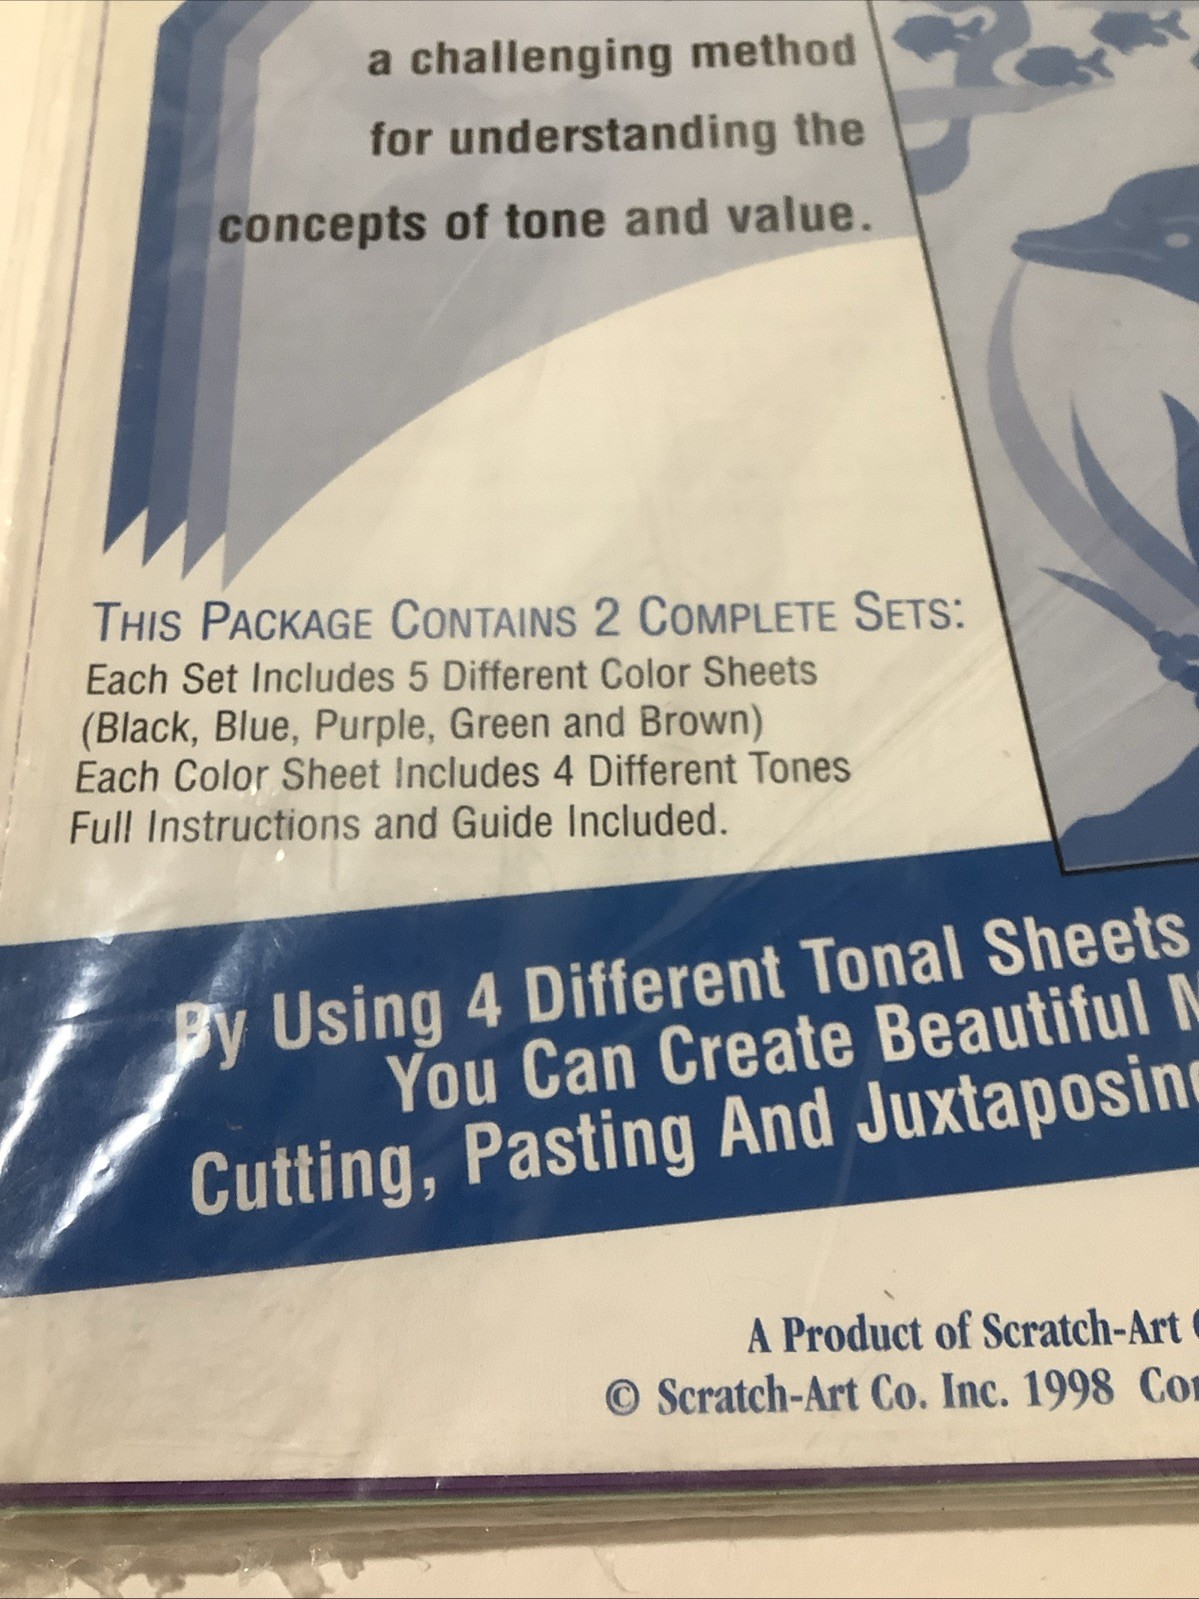 a challenging method
for understanding the
concepts of tone and value.
THIS PACKAGE CONTAINS 2 COMPLETE SETS:
Each Set Includes 5 Different Color Sheets
(Black, Blue, Purple, Green and Brown)
Each Color Sheet Includes 4 Different Tones
Full Instructions and Guide Included.
By Using 4 Different Tonal Sheets
You Can Create Beautiful
Cutting, Pasting And Juxtaposing
A Product of Scratch-Art
© Scratch-Art Co. Inc. 1998